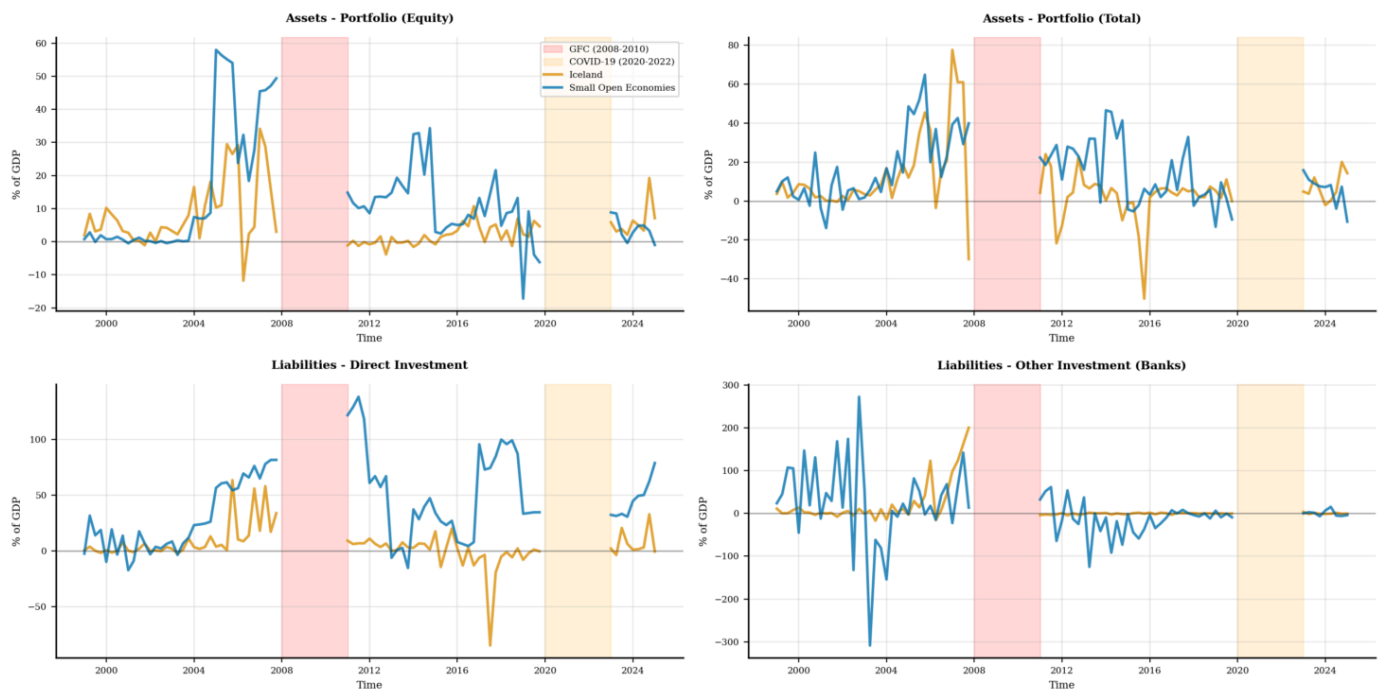 Assets - Portfolio (Equity)
% of GDP
60
50
40
30
20
10
0
−10
−20
GFC (2008-2010)
COVID-19 (2020-2022)
Iceland
Small Open Economies
2000 2004 2008 2012 2016 2020 2024
Time
Assets - Portfolio (Total)
% of GDP
80
60
40
20
0
−20
−40
2000 2004 2008 2012 2016 2020 2024
Time
Liabilities - Direct Investment
% of GDP
100
50
0
−50
2000 2004 2008 2012 2016 2020 2024
Time
Liabilities - Other Investment (Banks)
% of GDP
300
200
100
0
−100
−200
−300
2000 2004 2008 2012 2016 2020 2024
Time